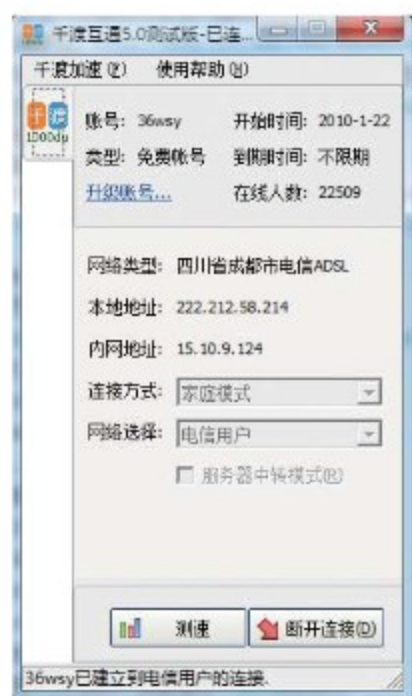 千渡互通5.0测试版-已连...
千渡加速(F) 使用帮助(H)
千渡
1000du
账号: 36wsy 开始时间: 2010-1-22
类型: 免费帐号 到期时间: 不限期
升级账号... 在线人数: 22509
网络类型: 四川省成都市电信ADSL
本地地址: 222.212.58.214
内网地址: 15.10.9.124
连接方式: 家庭模式
网络选择: 电信用户
服务器中转模式(R)
测速 断开连接(D)
36wsy已建立到电信用户的连接.